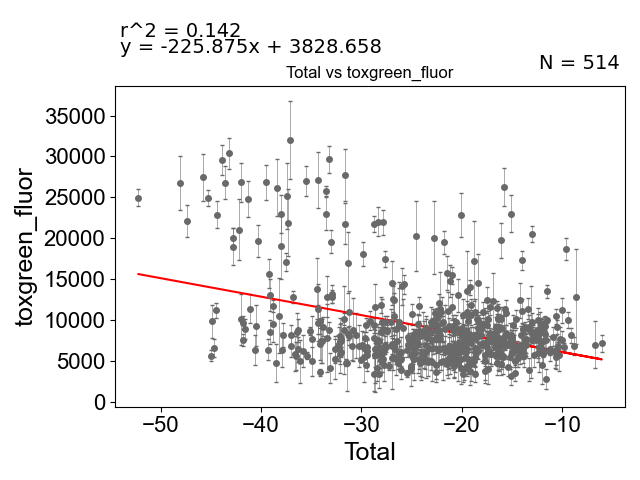 r^2 = 0.142
y = -225.875x + 3828.658
N = 514
Total vs toxgreen_fluor
35000
30000
25000
20000
15000
10000
5000
0
toxgreen_fluor
−50
−40
−30
−20
−10
Total